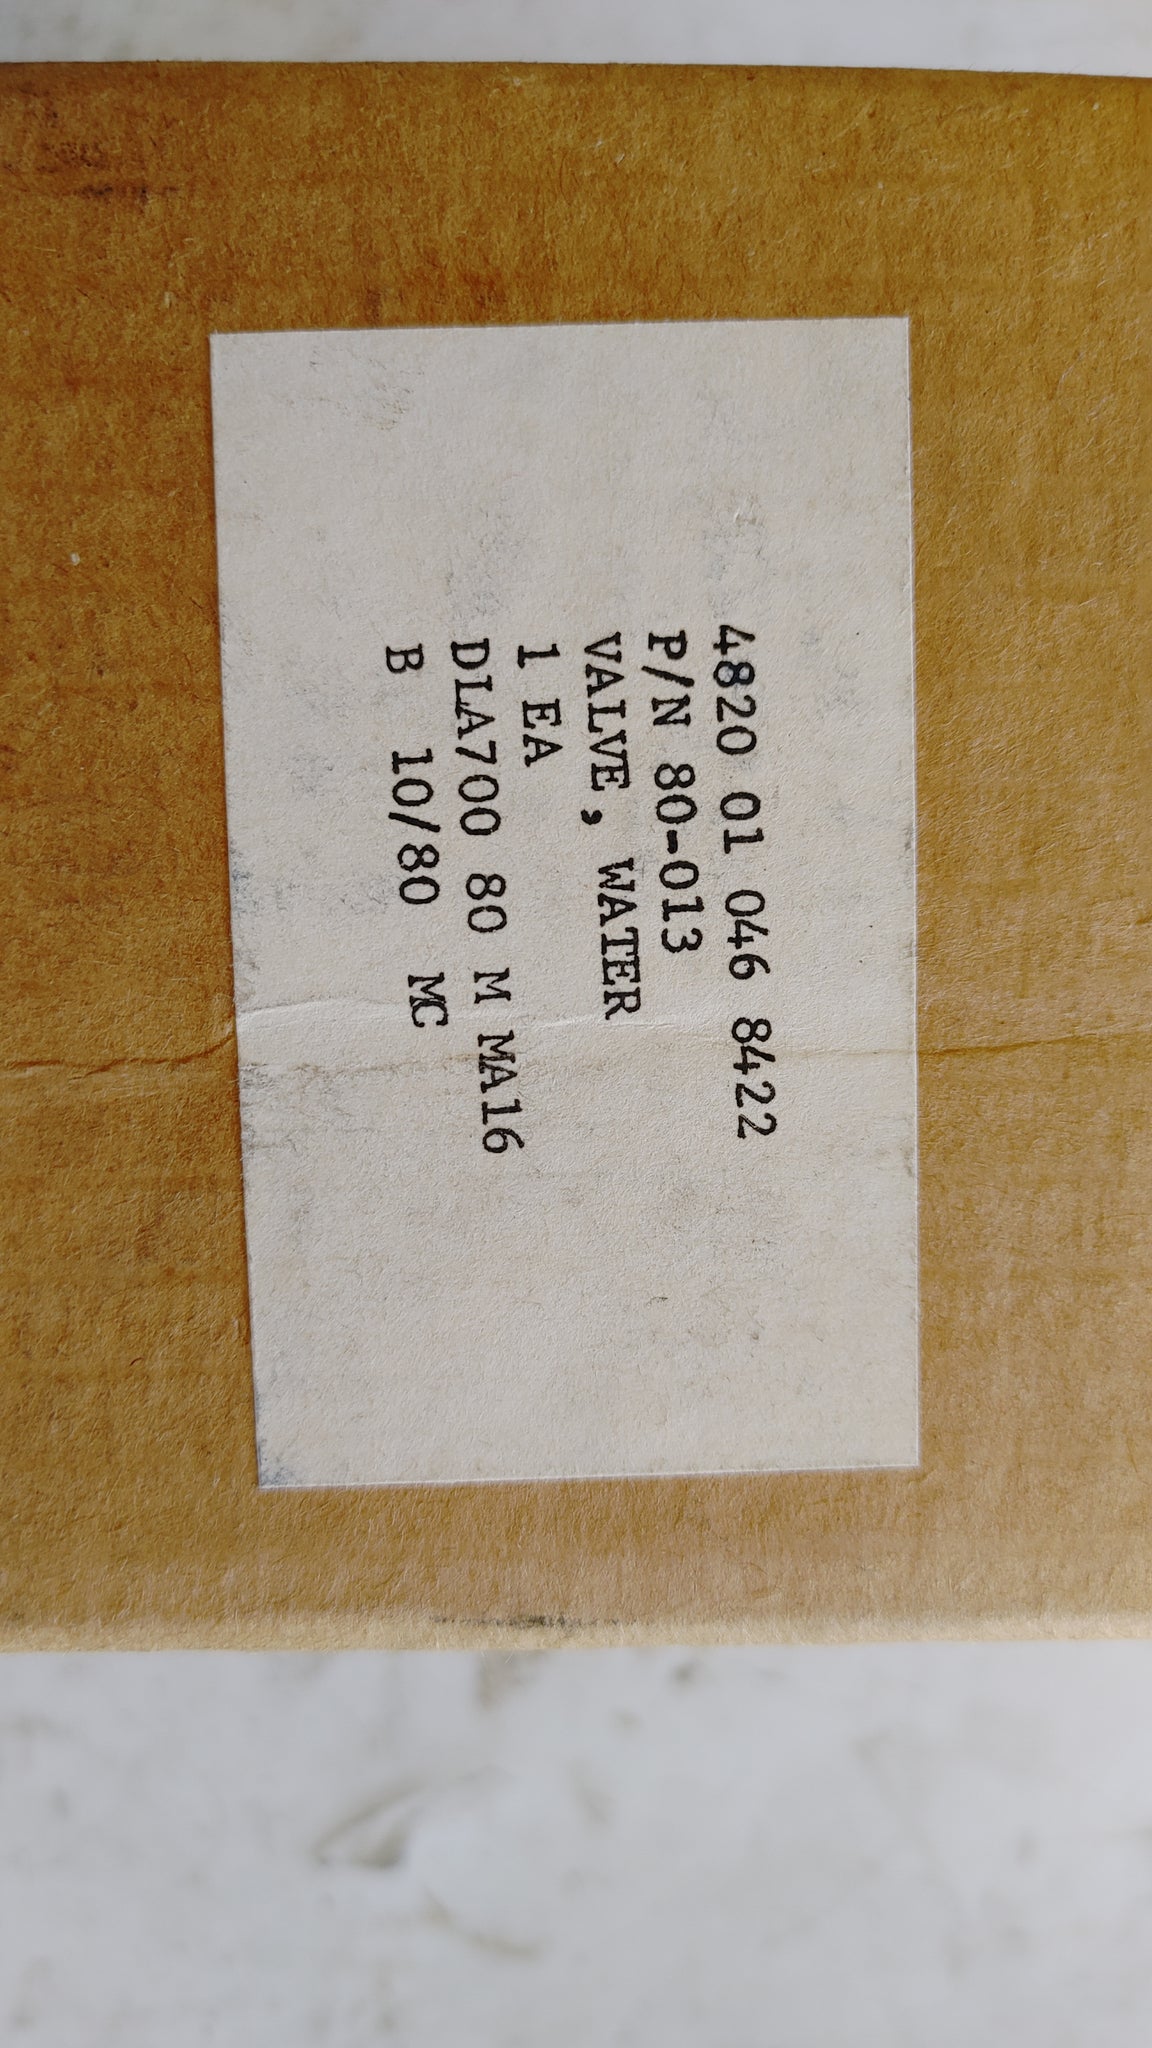 4820 01 046 8422
P/N 80-013
VALVE, WATER
1 EA
DLA700 80 M MA16
B 10/80 MC